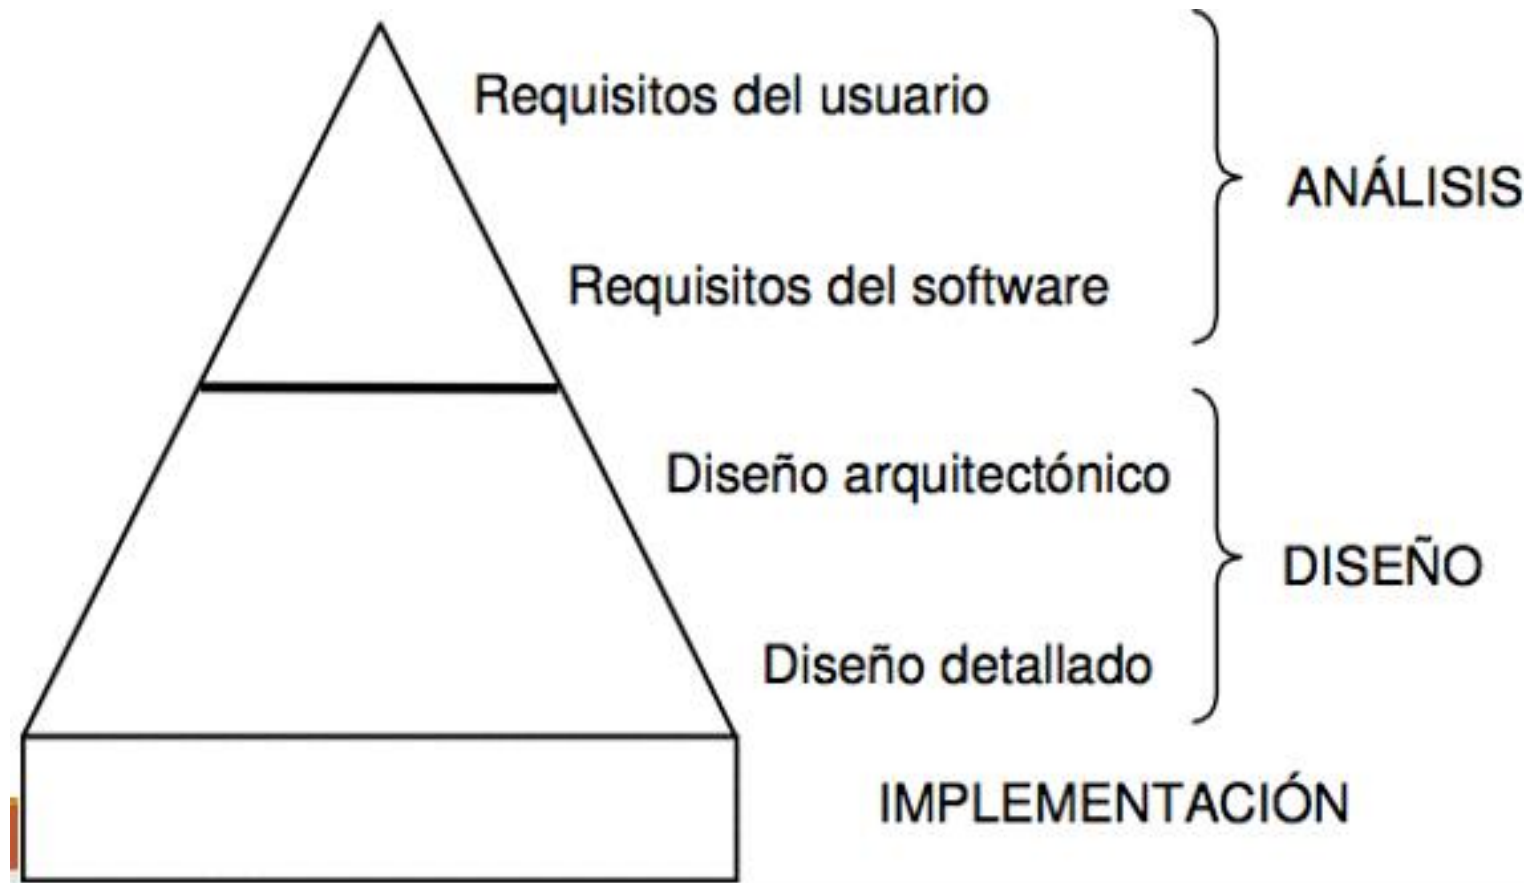 Requisitos del usuario
ANÁLISIS
Requisitos del software
Diseño arquitectónico
DISEÑO
Diseño detallado
IMPLEMENTACIÓN